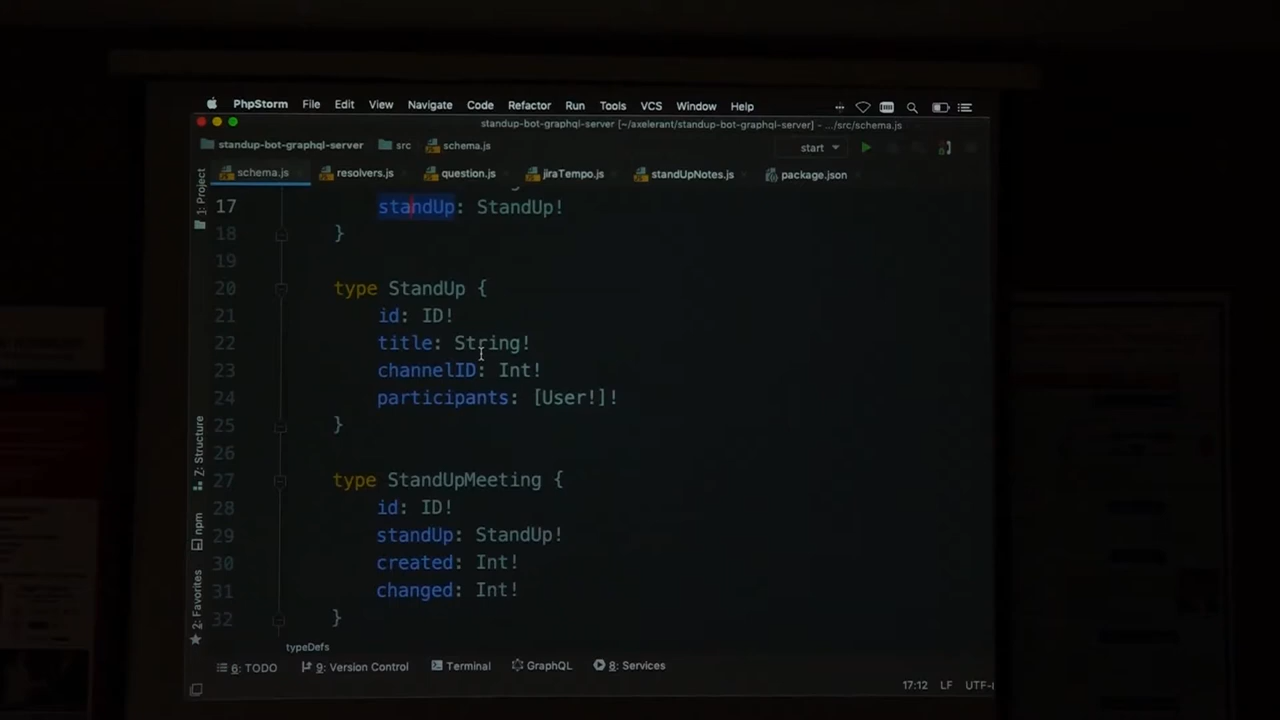 PhpStorm File Edit View Navigate Code Refactor Run Tools VCS Window Help
standup-bot-graphql-server [~/axelerant/standup-bot-graphql-server] - .../src/schema.js
standup-bot-graphql-server src schema.js start
schema.js resolvers.js question.js jiraTempo.js standUpNotes.js package.json
1: Project
7: Structure
npm
2: Favorites
17 standUp: StandUp!
18 }
19
20 type StandUp {
21 id: ID!
22 title: String!
23 channelID: Int!
24 participants: [User!]!
25 }
26
27 type StandUpMeeting {
28 id: ID!
29 standUp: StandUp!
30 created: Int!
31 changed: Int!
32 }
typeDefs
6: TODO 9: Version Control Terminal GraphQL 8: Services
17:12 LF UTF-